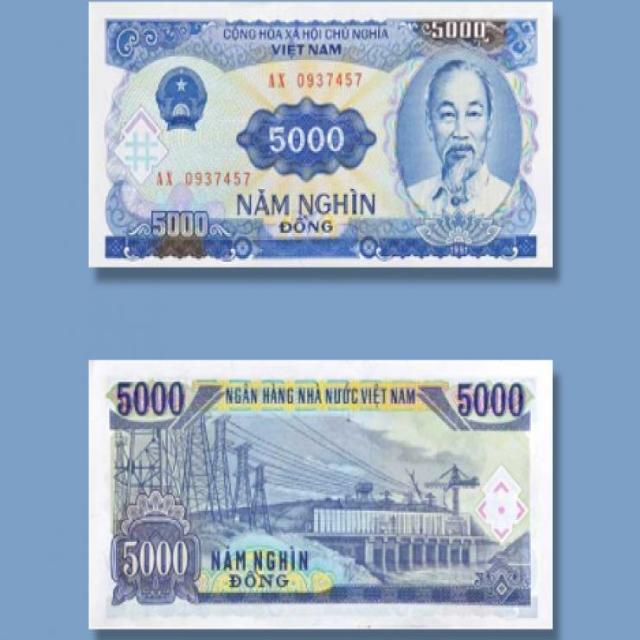 CỘNG HÒA XÃ HỘI CHỦ NGHĨA
VIỆT NAM
5000
AX 0937457
5000
AX 0937457
NĂM NGHÌN
ĐỒNG
5000
1991
5000
NGÂN HÀNG NHÀ NƯỚC VIỆT NAM
5000
5000
NĂM NGHÌN
ĐỒNG